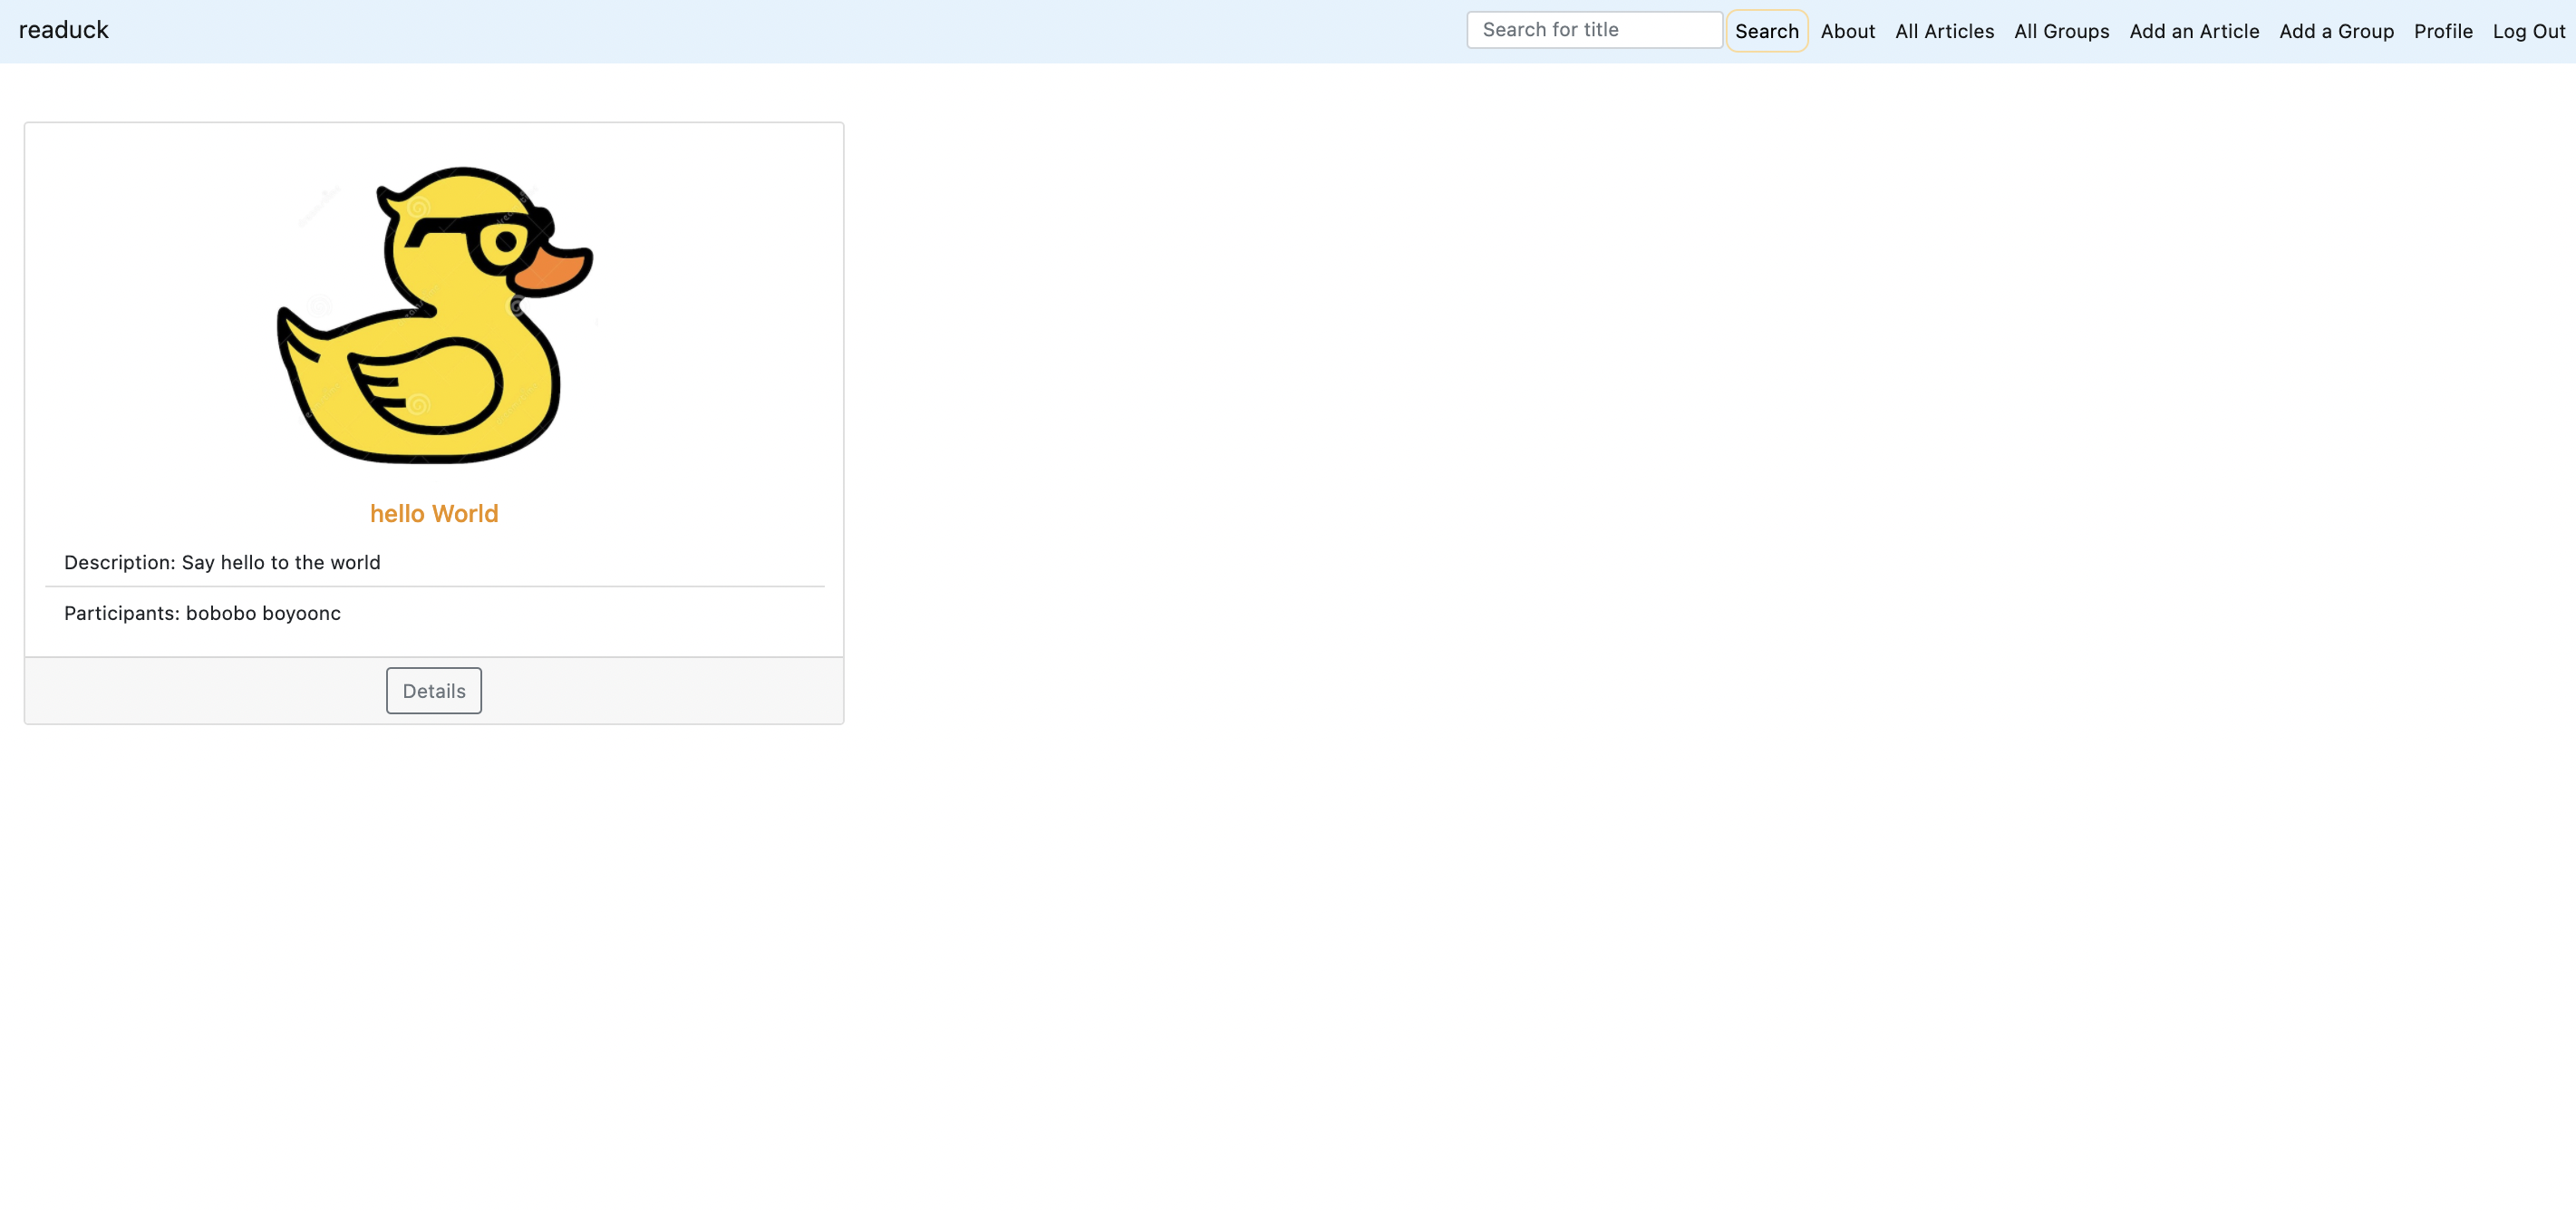 readuck
Search for title Search About All Articles All Groups Add an Article Add a Group Profile Log Out
hello World
Description: Say hello to the world
Participants: bobobo boyoonc
Details